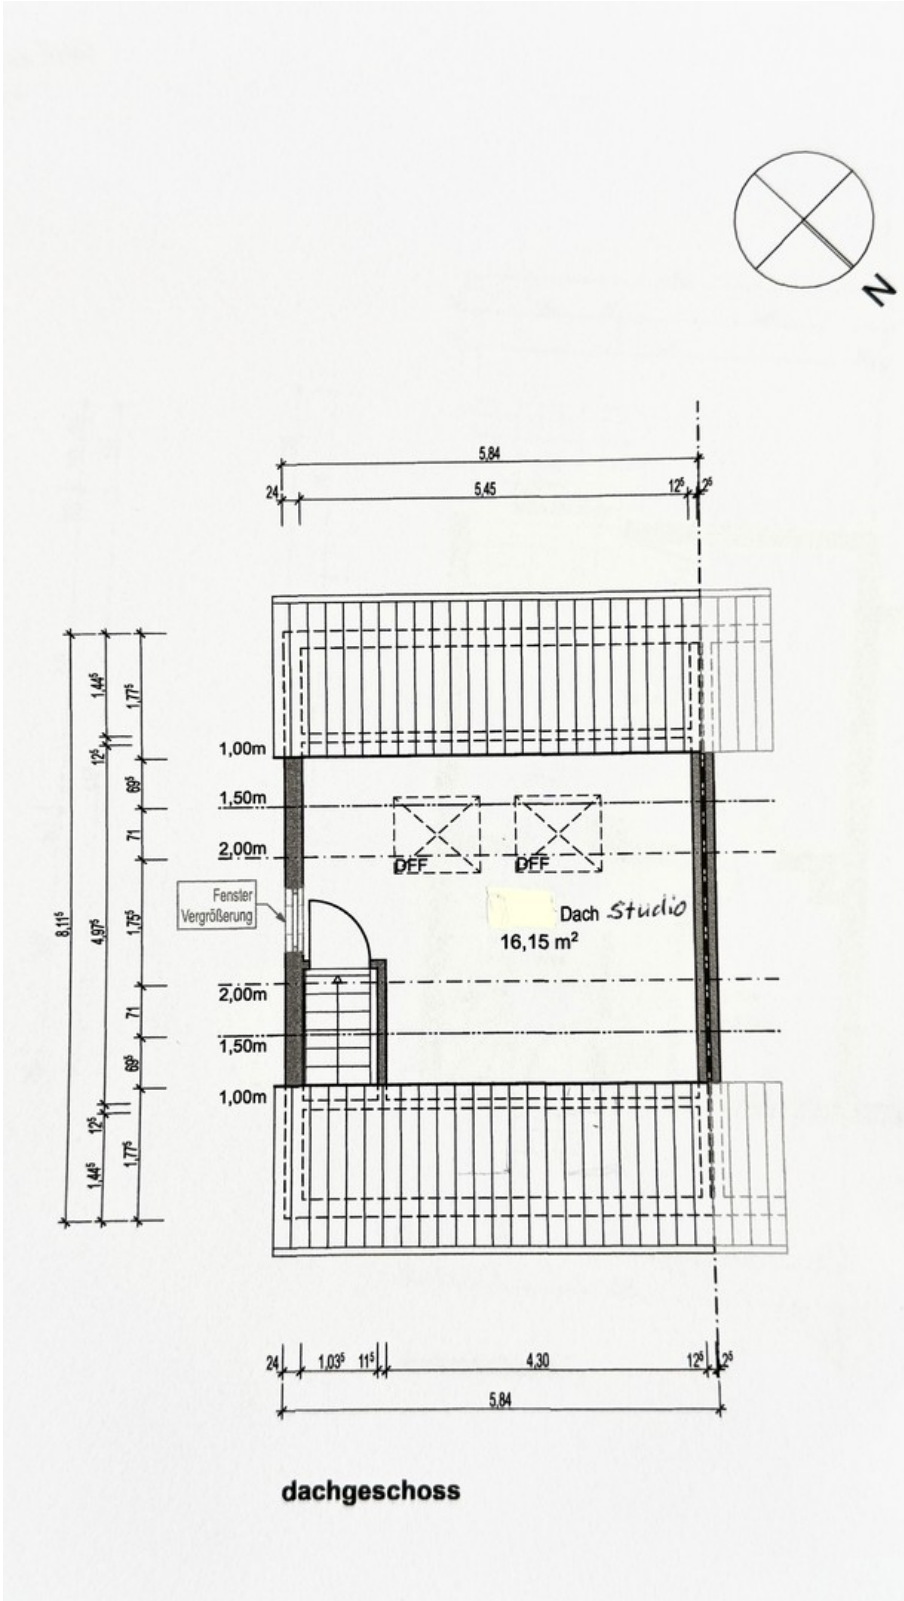 N
5,84
24 5,45 12⁵ 2⁵
1,44⁵
1,77⁵
12⁵
69⁵
71
8,11⁵
4,97⁵
1,75⁵
71
69⁵
12⁵
1,44⁵
1,77⁵
1,00m
1,50m
2,00m
DFF DFF
Fenster
Vergrößerung
Dach Studio
16,15 m²
2,00m
1,50m
1,00m
24 1,03⁵ 11⁵ 4,30 12⁵ 2⁵
5,84
dachgeschoss